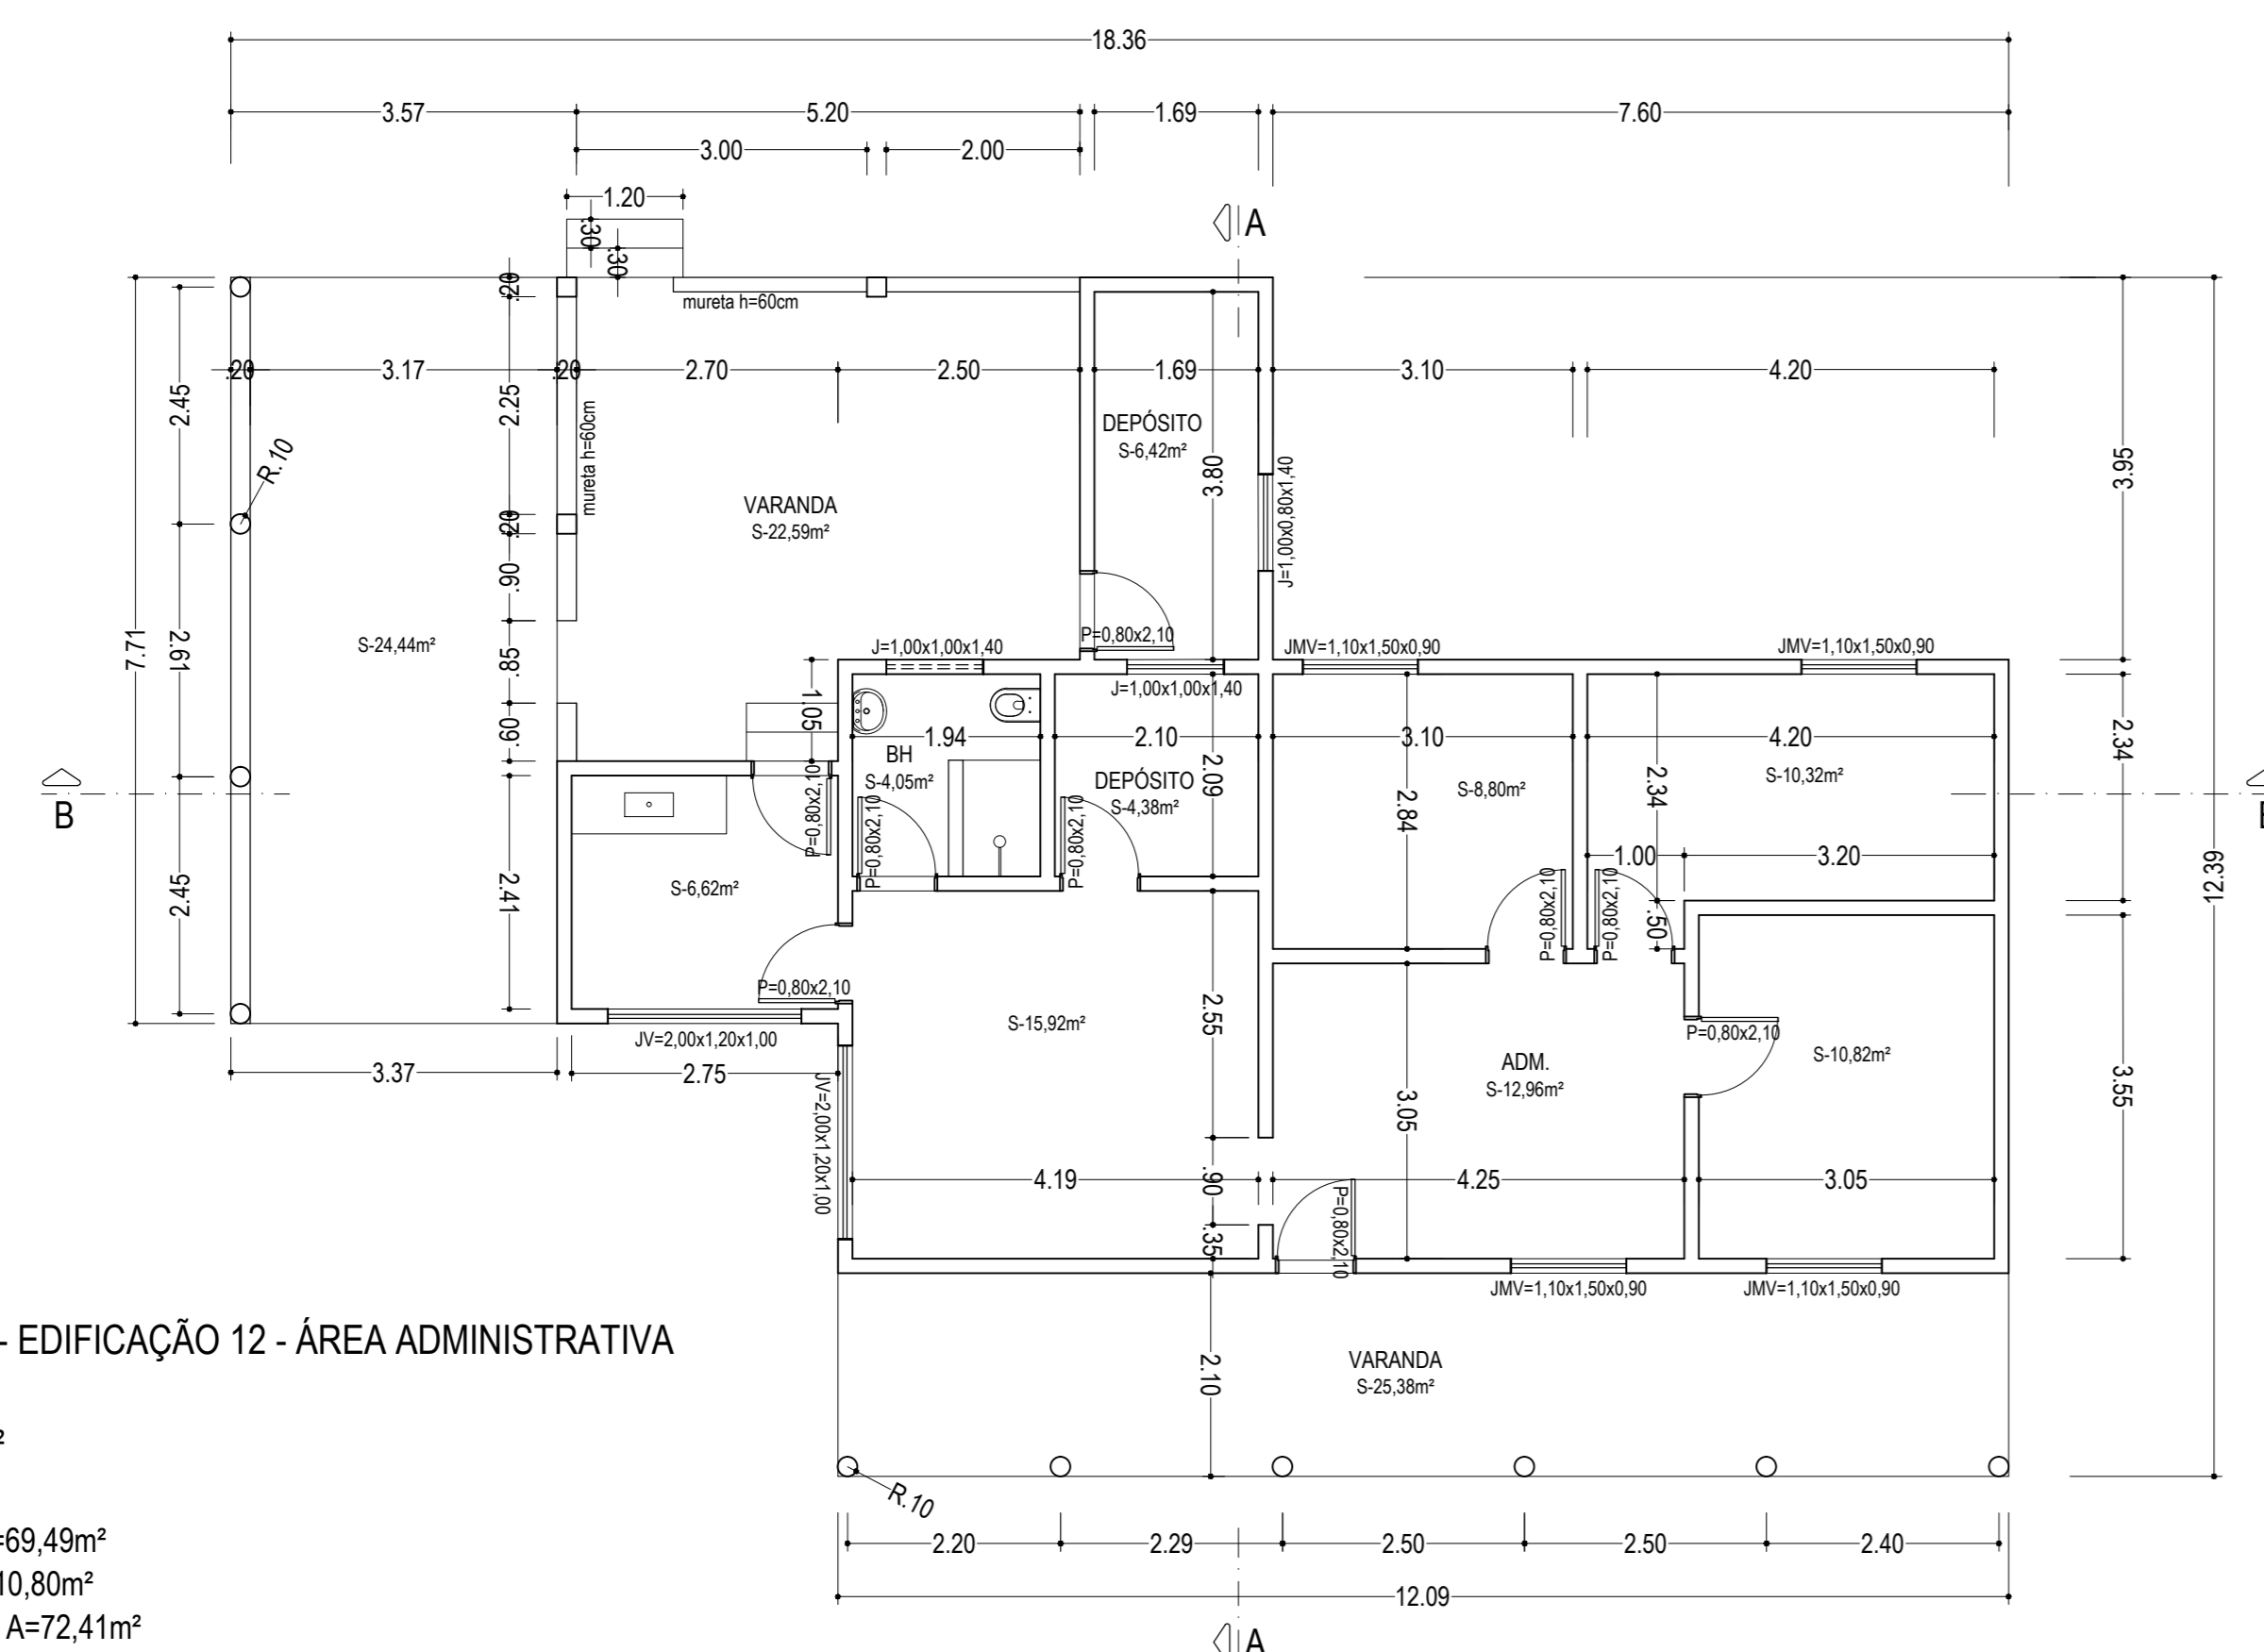 18.36
3.57
5.20
1.69
7.60
3.00
2.00
1.20
A
.30
.30
.20
mureta h=60cm
.20
3.17
.20
2.70
2.50
1.69
3.10
4.20
2.45
2.25
mureta h=60cm
R.10
DEPÓSITO
S-6,42m²
3.80
J=1,00x0,80x1,40
3.95
VARANDA
S-22,59m²
.20
.90
7.71
2.61
S-24,44m²
.85
J=1,00x1,00x1,40
P=0,80x2,10
JMV=1,10x1,50x0,90
JMV=1,10x1,50x0,90
J=1,00x1,00x1,40
1.05
.60
1.94
2.10
3.10
4.20
2.34
BH
S-4,05m²
DEPÓSITO
S-4,38m²
2.09
S-8,80m²
2.84
S-10,32m²
2.34
B
P=0,80x2,10
P=0,80x2,10
P=0,80x2,10
1.00
3.20
12.39
2.45
2.41
S-6,62m²
P=0,80x2,10
P=0,80x2,10
.50
P=0,80x2,10
2.55
S-15,92m²
P=0,80x2,10
JV=2,00x1,20x1,00
ADM.
S-12,96m²
S-10,82m²
3.37
2.75
3.05
3.55
JV=2,00x1,20x1,00
.90
4.19
4.25
3.05
P=0,80x2,10
.35
JMV=1,10x1,50x0,90
JMV=1,10x1,50x0,90
- EDIFICAÇÃO 12 - ÁREA ADMINISTRATIVA
2.10
VARANDA
S-25,38m²
²
R.10
=69,49m²
2.20
2.29
2.50
2.50
2.40
10,80m²
12.09
A=72,41m²
A